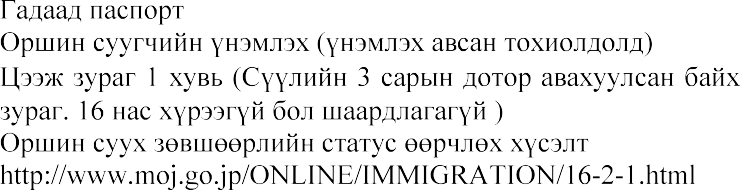 Гадаад паспорт
Оршин суугчийн үнэмлэх (үнэмлэх авсан тохиолдолд)
Цээж зураг 1 хувь (Сүүлийн 3 сарын дотор авахуулсан байх
зураг. 16 нас хүрээгүй бол шаардлагагүй )
Оршин суух зөвшөөрлийн статус өөрчлөх хүсэлт
http://www.moj.go.jp/ONLINE/IMMIGRATION/16-2-1.html